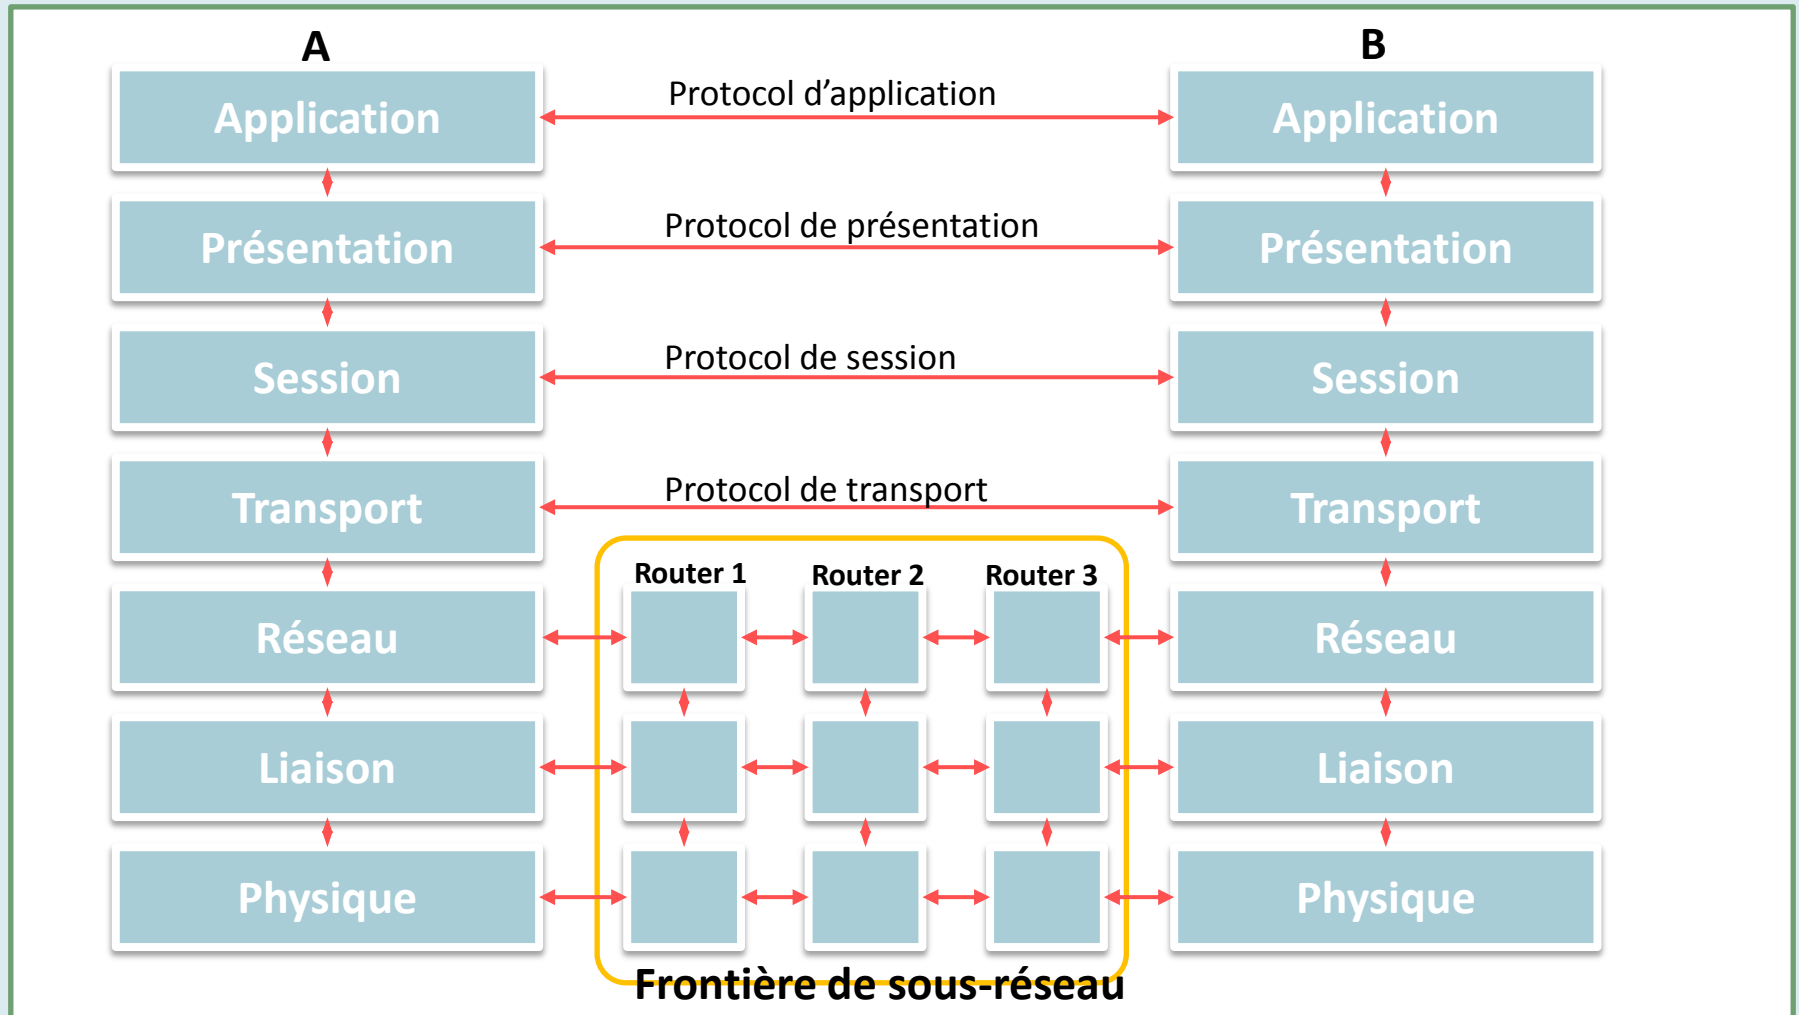 A
B
Application
Protocol d’application
Application
Présentation
Protocol de présentation
Présentation
Session
Protocol de session
Session
Transport
Protocol de transport
Transport
Router 1
Router 2
Router 3
Réseau
Réseau
Liaison
Liaison
Physique
Physique
Frontière de sous-réseau